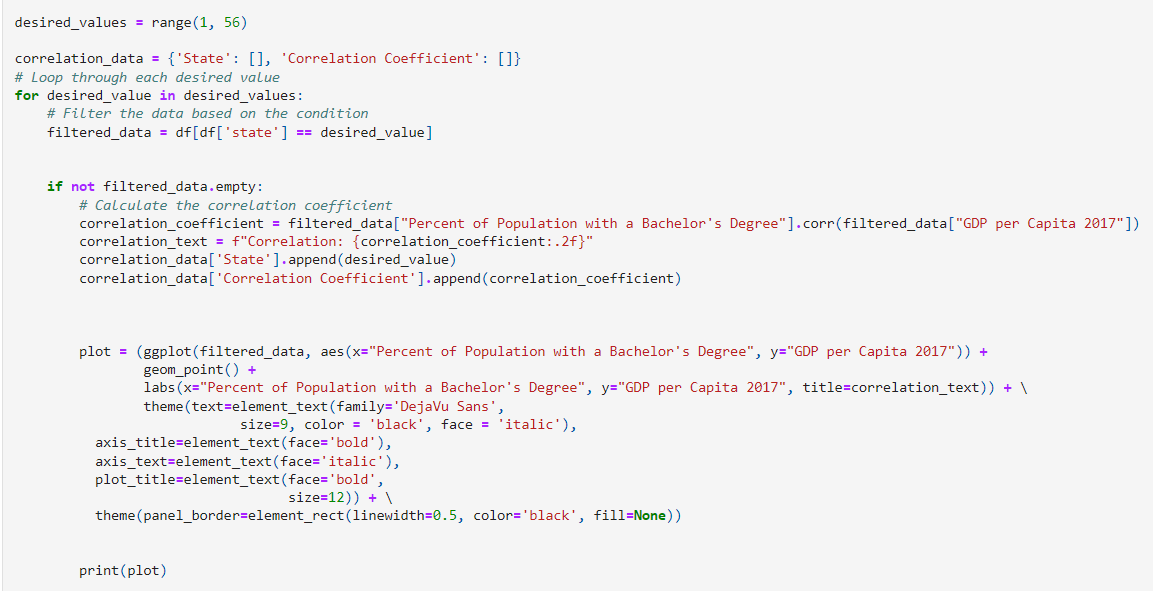 desired_values = range(1, 56)
correlation_data = {'State': [], 'Correlation Coefficient': []}
# Loop through each desired value
for desired_value in desired_values:
    # Filter the data based on the condition
    filtered_data = df[df['state'] == desired_value]
    if not filtered_data.empty:
        # Calculate the correlation coefficient
        correlation_coefficient = filtered_data["Percent of Population with a Bachelor's Degree"].corr(filtered_data["GDP per Capita 2017"])
        correlation_text = f"Correlation: {correlation_coefficient:.2f}"
        correlation_data['State'].append(desired_value)
        correlation_data['Correlation Coefficient'].append(correlation_coefficient)
        plot = (ggplot(filtered_data, aes(x="Percent of Population with a Bachelor's Degree", y="GDP per Capita 2017")) +
                geom_point() +
                labs(x="Percent of Population with a Bachelor's Degree", y="GDP per Capita 2017", title=correlation_text)) + \
                theme(text=element_text(family='DejaVu Sans',
                            size=9, color = 'black', face = 'italic'),
          axis_title=element_text(face='bold'),
          axis_text=element_text(face='italic'),
          plot_title=element_text(face='bold',
                                  size=12)) + \
          theme(panel_border=element_rect(linewidth=0.5, color='black', fill=None))
        print(plot)